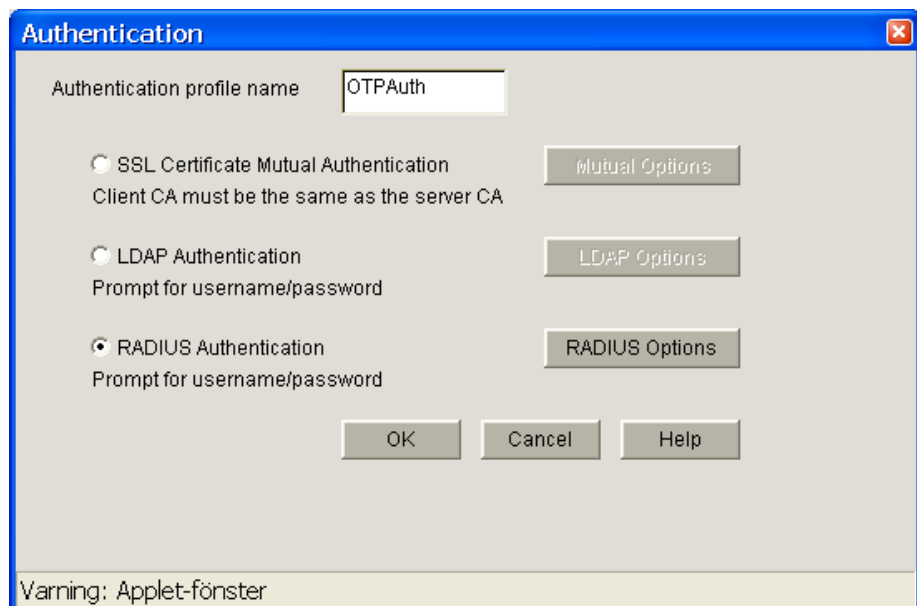 Authentication
Authentication profile name OTPAuth
SSL Certificate Mutual Authentication Mutual Options
Client CA must be the same as the server CA
LDAP Authentication LDAP Options
Prompt for username/password
RADIUS Authentication RADIUS Options
Prompt for username/password
OK Cancel Help
Varning: Applet-fönster